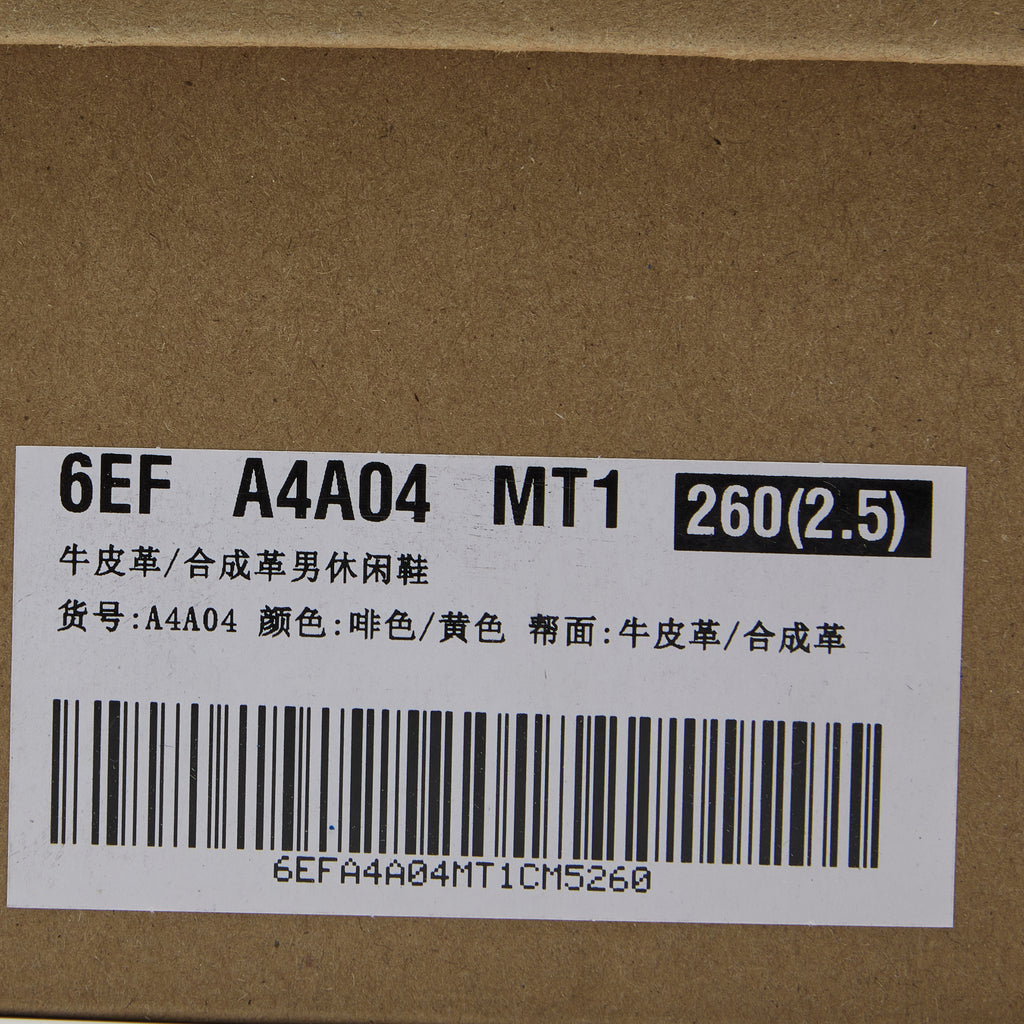 6EF A4A04 MT1 260(2.5)
牛皮革/合成革男休闲鞋
货号:A4A04 颜色:啡色/黄色 帮面:牛皮革/合成革
6EFA4A04MT1CM5260